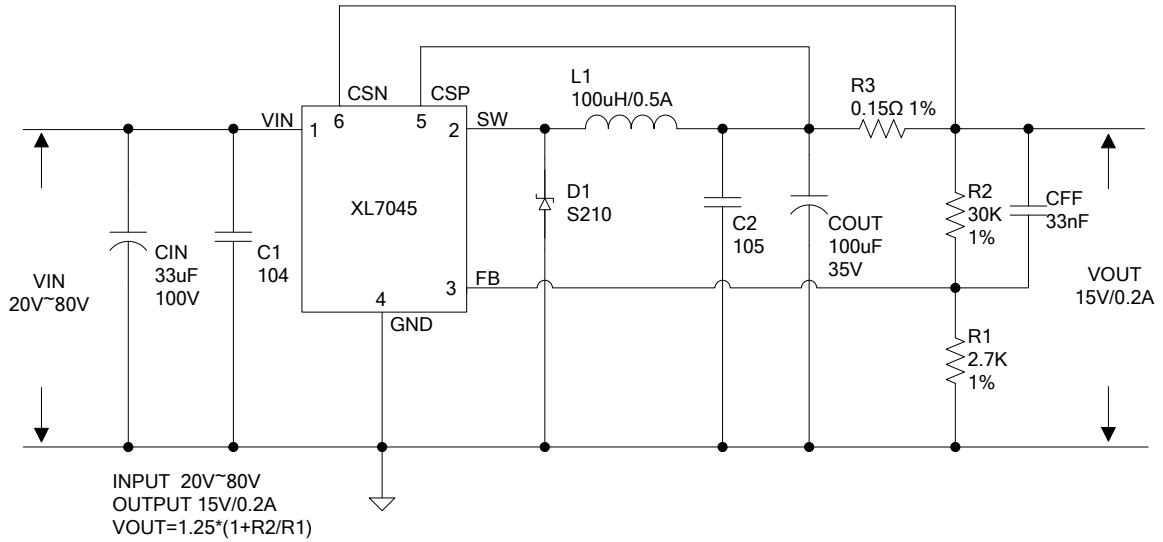 CSN
CSP
6
5
VIN
1
2
SW
XL7045
3
FB
4
GND
L1
100uH/0.5A
R3
0.15Ω 1%
D1
S210
C2
105
COUT
100uF
35V
R2
30K
1%
CFF
33nF
R1
2.7K
1%
CIN
33uF
100V
C1
104
VIN
20V~80V
VOUT
15V/0.2A
INPUT 20V~80V
OUTPUT 15V/0.2A
VOUT=1.25*(1+R2/R1)